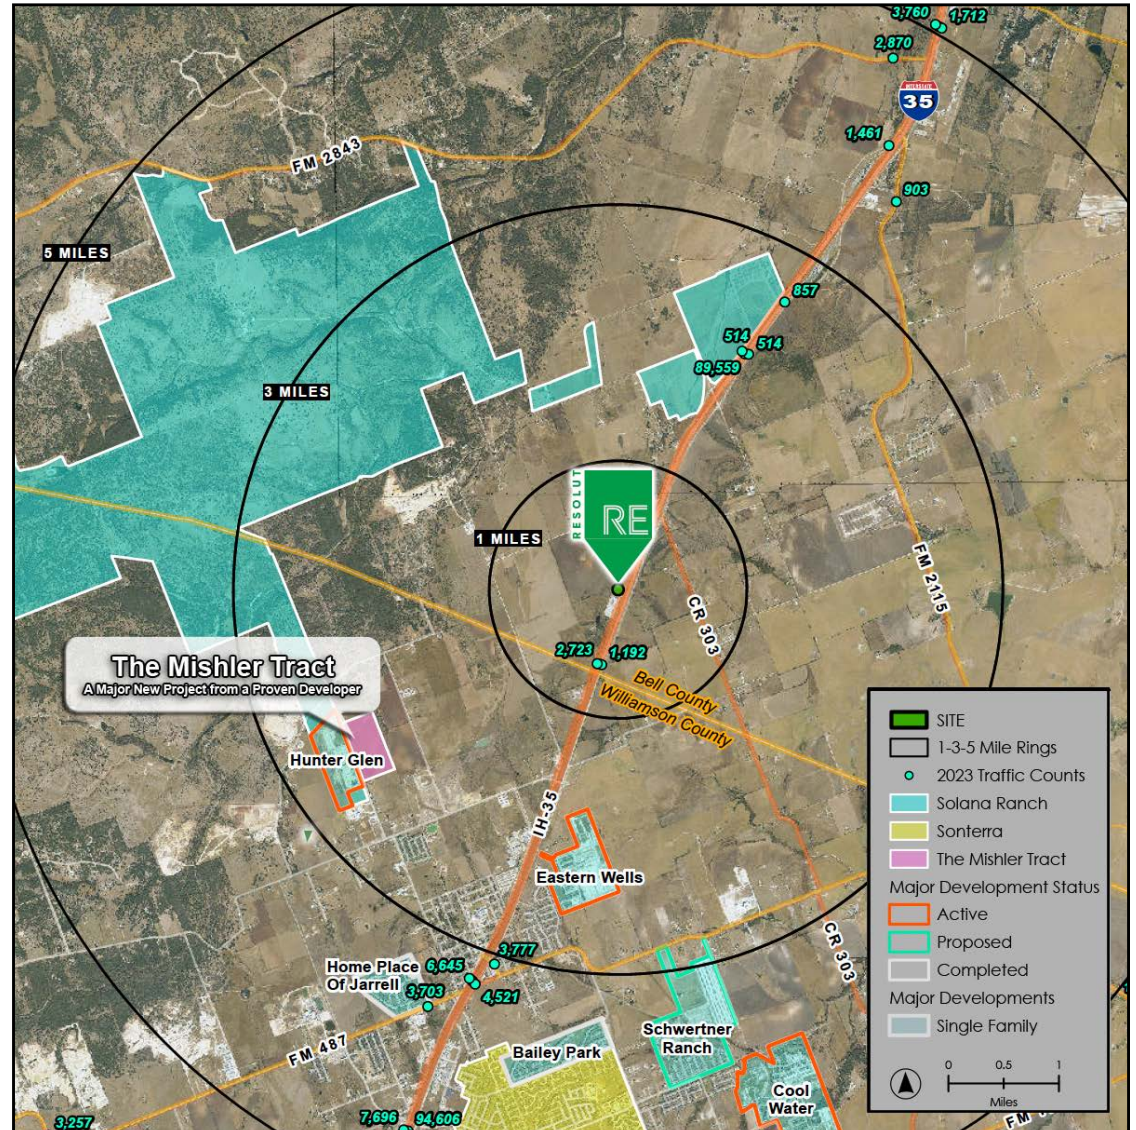 3,760
1,712
2,870
INTERSTATE
35
1,461
FM 2843
903
5 MILES
857
514
514
89,559
3 MILES
RESOLUT
RE
1 MILES
FM 2115
CR 303
2,723
1,192
Bell County
Williamson County
The Mishler Tract
A Major New Project from a Proven Developer
Hunter Glen
IH-35
Eastern Wells
CR 303
Home Place
Of Jarrell
6,645
3,777
3,703
4,521
FM 487
Bailey Park
Schwertner
Ranch
Cool
Water
7,696
94,606
3,257
FM
SITE
1-3-5 Mile Rings
2023 Traffic Counts
Solana Ranch
Sonterra
The Mishler Tract
Major Development Status
Active
Proposed
Completed
Major Developments
Single Family
0
0.5
1
Miles